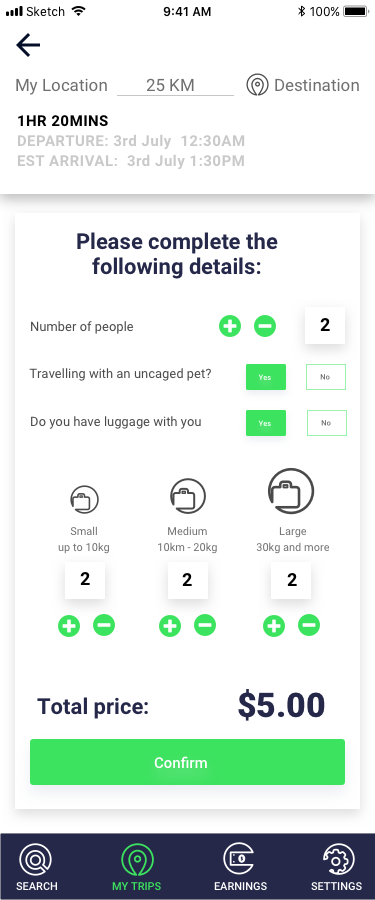 Sketch 9:41 AM 100%
My Location 25 KM Destination
1HR 20MINS
DEPARTURE: 3rd July 12:30AM
EST ARRIVAL: 3rd July 1:30PM
Please complete the
following details:
Number of people 2
Travelling with an uncaged pet? Yes No
Do you have luggage with you Yes No
Small Medium Large
up to 10kg 10km - 20kg 30kg and more
2 2 2
Total price: $5.00
Confirm
SEARCH MY TRIPS EARNINGS SETTINGS